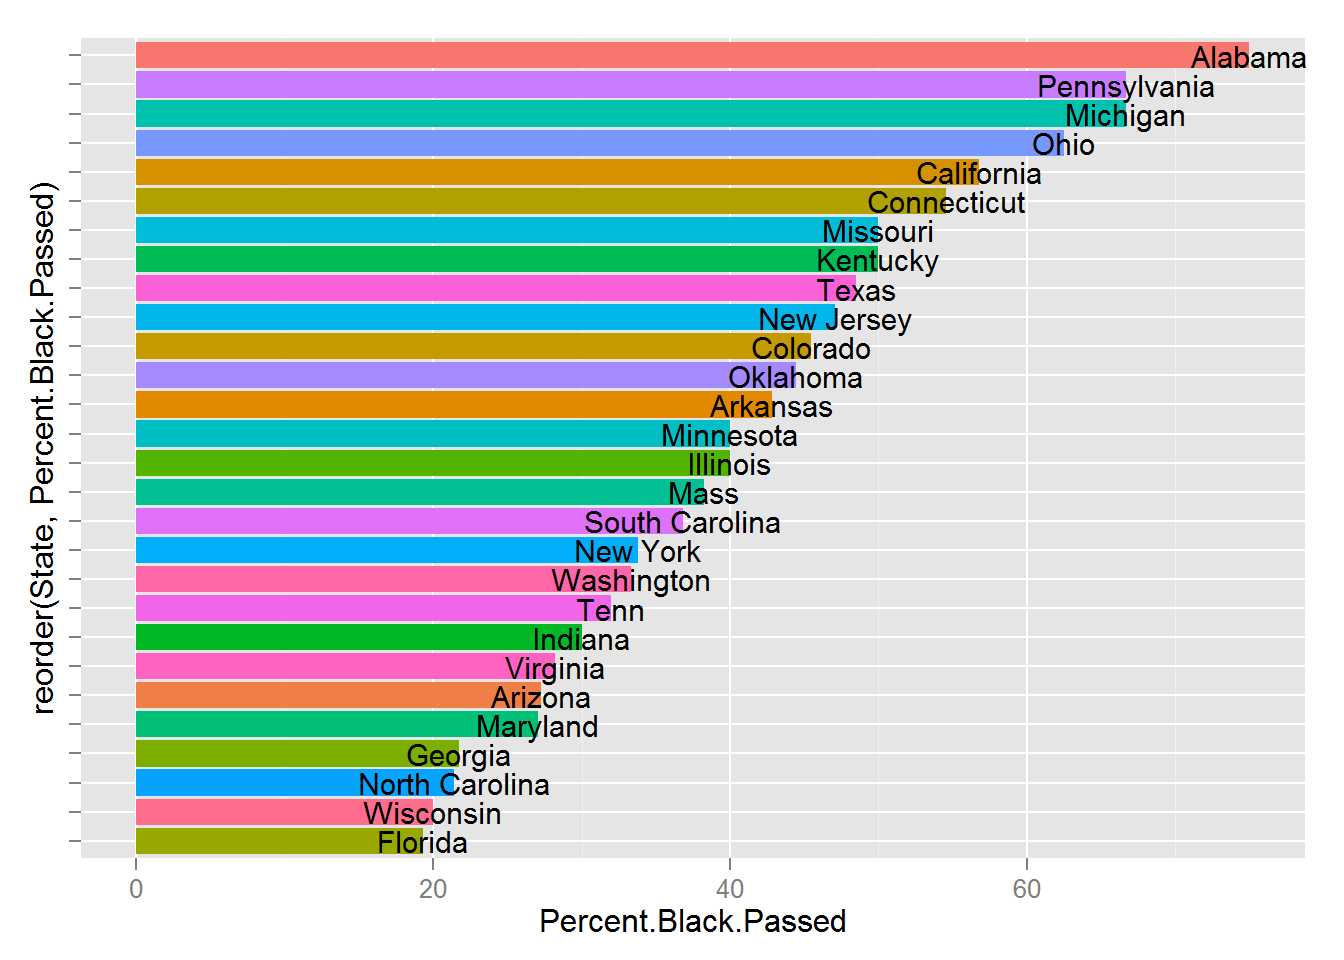 Alabama
Pennsylvania
Michigan
Ohio
California
Connecticut
Missouri
Kentucky
Texas
New Jersey
Colorado
Oklahoma
Arkansas
Minnesota
Illinois
Mass
South Carolina
New York
Washington
Tenn
Indiana
Virginia
Arizona
Maryland
Georgia
North Carolina
Wisconsin
Florida
reorder(State, Percent.Black.Passed)
0 20 40 60
Percent.Black.Passed